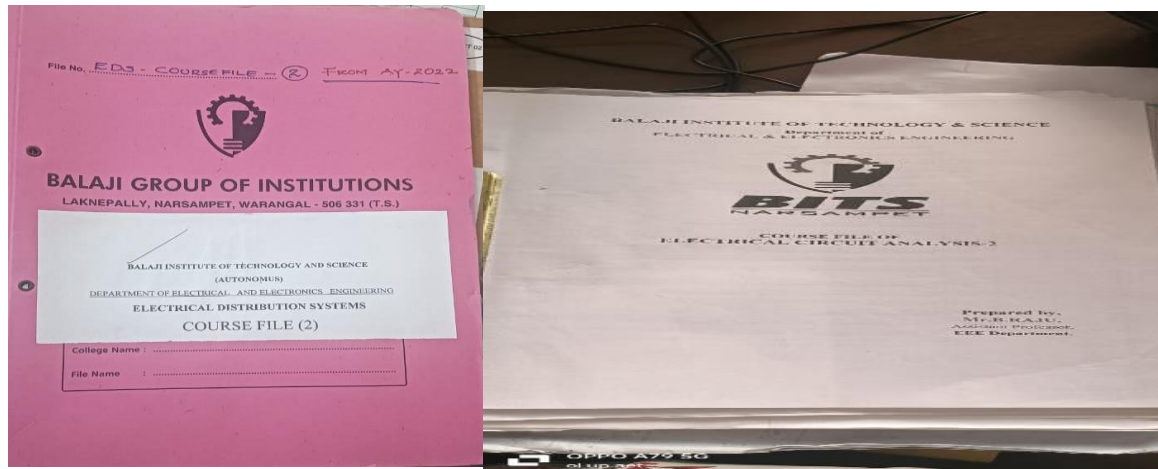 File No. EDS - COURSE FILE - 2 FROM AY-2022
BALAJI GROUP OF INSTITUTIONS
LAKNEPALLY, NARSAMPET, WARANGAL - 506 331 (T.S.)
BALAJI INSTITUTE OF TECHNOLOGY AND SCIENCE
(AUTONOMUS)
DEPARTMENT OF ELECTRICAL AND ELECTRONICS ENGINEERING
ELECTRICAL DISTRIBUTION SYSTEMS
COURSE FILE (2)
College Name :
File Name :
BALAJI INSTITUTE OF TECHNOLOGY & SCIENCE
Department of
ELECTRICAL & ELECTRONICS ENGINEERING
BITS
NARSAMPET
COURSE FILE OF
ELECTRICAL CIRCUIT ANALYSIS-2
Prepared by,
Mr.B.RAJU,
Assistant Professor,
EEE Department.
OPPO A79 5G